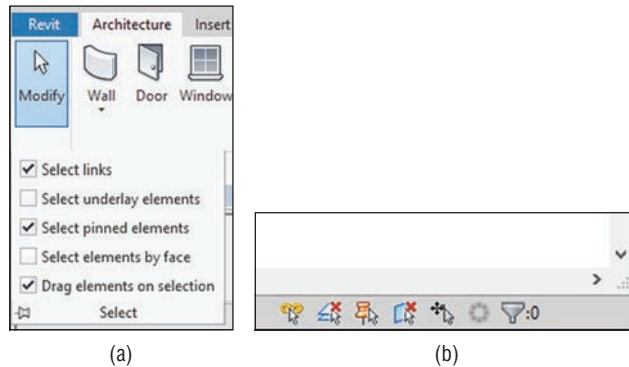 Revit Architecture Insert
Modify Wall Door Window
Select links
Select underlay elements
Select pinned elements
Select elements by face
Drag elements on selection
Select
:0
(a)
(b)